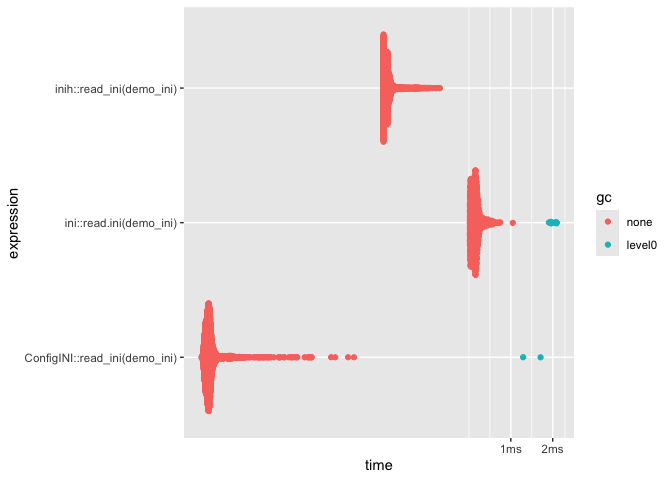 inih::read_ini(demo_ini)
ini::read.ini(demo_ini)
ConfigINI::read_ini(demo_ini)
expression
1ms
2ms
time
gc
none
level0